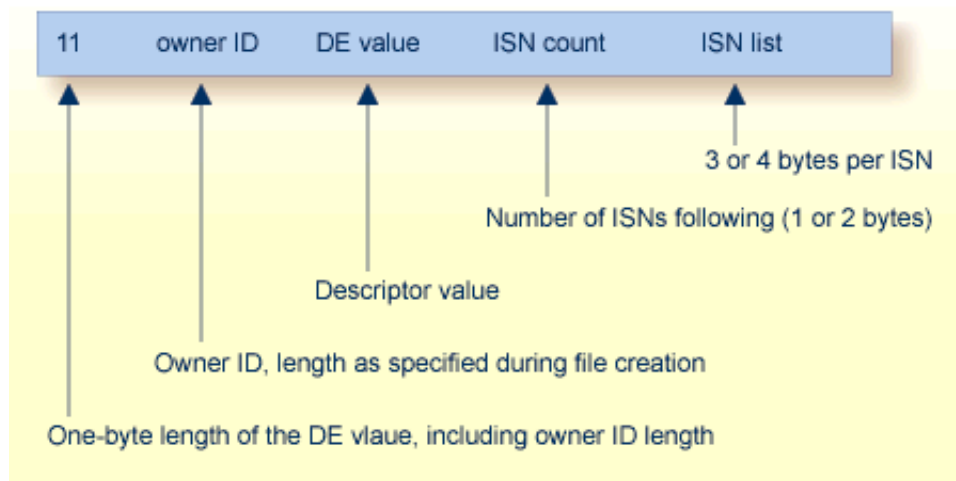 11 owner ID DE value ISN count ISN list
3 or 4 bytes per ISN
Number of ISNs following (1 or 2 bytes)
Descriptor value
Owner ID, length as specified during file creation
One-byte length of the DE vlaue, including owner ID length